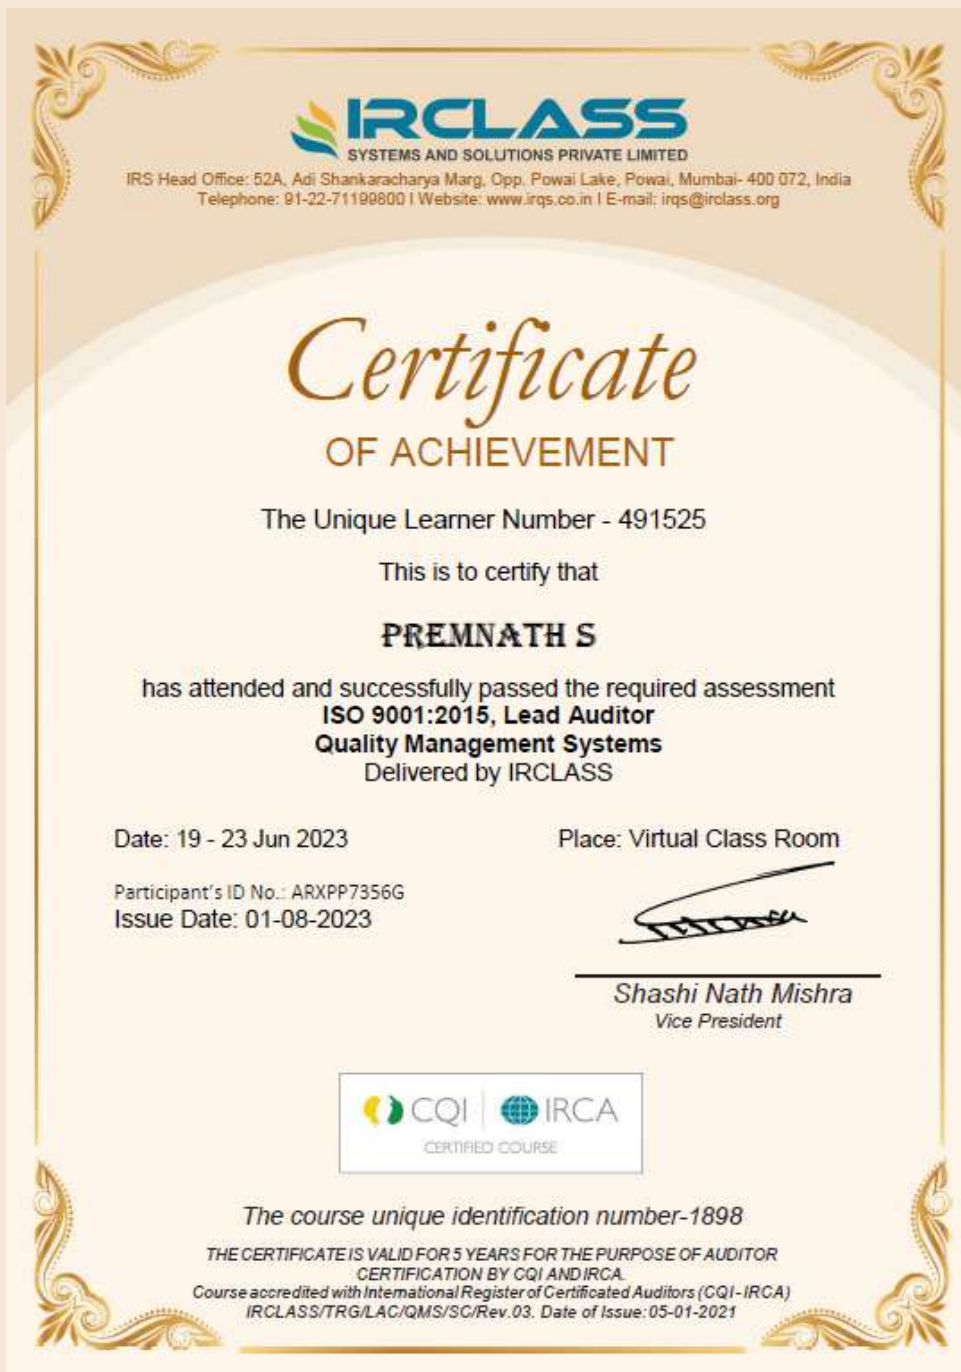 IRCLASS
SYSTEMS AND SOLUTIONS PRIVATE LIMITED
IRS Head Office: 52A, Adi Shankaracharya Marg, Opp. Powai Lake, Powai, Mumbai- 400 072, India
Telephone: 91-22-71199800 I Website: www.irqs.co.in I E-mail: irqs@irclass.org
Certificate
OF ACHIEVEMENT
The Unique Learner Number - 491525
This is to certify that
PREMNATH S
has attended and successfully passed the required assessment
ISO 9001:2015, Lead Auditor
Quality Management Systems
Delivered by IRCLASS
Date: 19 - 23 Jun 2023
Place: Virtual Class Room
Participant's ID No.: ARXPP7356G
Issue Date: 01-08-2023
Shashi Nath Mishra
Vice President
CQI IRCA
CERTIFIED COURSE
The course unique identification number-1898
THE CERTIFICATE IS VALID FOR 5 YEARS FOR THE PURPOSE OF AUDITOR
CERTIFICATION BY CQI AND IRCA.
Course accredited with International Register of Certificated Auditors (CQI-IRCA)
IRCLASS/TRG/LAC/QMS/SC/Rev.03. Date of Issue: 05-01-2021